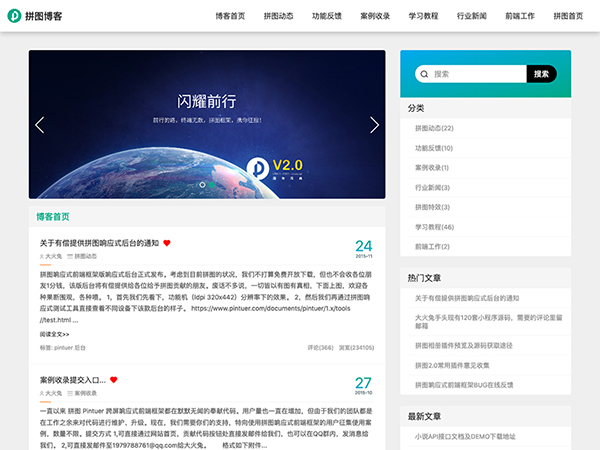 拼图博客
博客首页 拼图动态 功能反馈 案例收录 学习教程 行业新闻 前端工作 拼图首页
闪耀前行
前行的路，终端无数，拼图框架，携你征服！
V2.0
搜索 搜索
分类
拼图动态(22)
功能反馈(10)
案例收录(1)
行业新闻(3)
拼图特效(3)
学习教程(46)
前端工作(2)
博客首页
关于有偿提供拼图响应式后台的通知
24
2015-11
大火兔 拼图动态
拼图响应式前端框架版响应式后台正式发布。考虑到目前拼图的状况，我们不打算免费开放下载，但也不会收各位朋
友1分钱，该版后台将有偿提供给各位给予拼图贡献的朋友。废话不多说，一切皆以有图有真相，下面上图，欢迎各
种果断围观，各种喷。 1、首先我们先看下，功能机（ldpi 320x442）分辨率下的效果。 2、然后我们再通过拼图响
应式测试工具直接查看不同设备下该款后台的样子。 https://www.pintuer.com/documents/pintuer/1.x/tools
//test.html ...
阅读全文>>
标签: pintuer 后台
评论(366) 浏览(234105)
案例收录提交入口...
27
2015-10
大火兔 案例收录
一直以来 拼图 Pintuer 跨屏响应式前端框架都在默默无闻的奉献代码。用户量也一直在增加，但由于我们的团队都是
在工作之余来对代码进行维护、升级，现在，我们需要你们的支持，特向使用拼图响应式前端框架的用户征集使用案
例，数量不限。提交方式 1,可直接通过网站首页，贡献代码按钮处直接发邮件给我们，也可以在QQ群内，发消息给
我们。 2,可直接发邮件至1979788761@qq.com给大火兔。 格式如下附件...
热门文章
关于有偿提供拼图响应式后台的通知
大火兔手头现有120套小程序源码，需要的评论里留
邮箱
拼图相册插件预览及源码获取途径
拼图2.0常用插件意见收集
拼图响应式前端框架BUG在线反馈
最新文章
小说API接口文档及DEMO下载地址